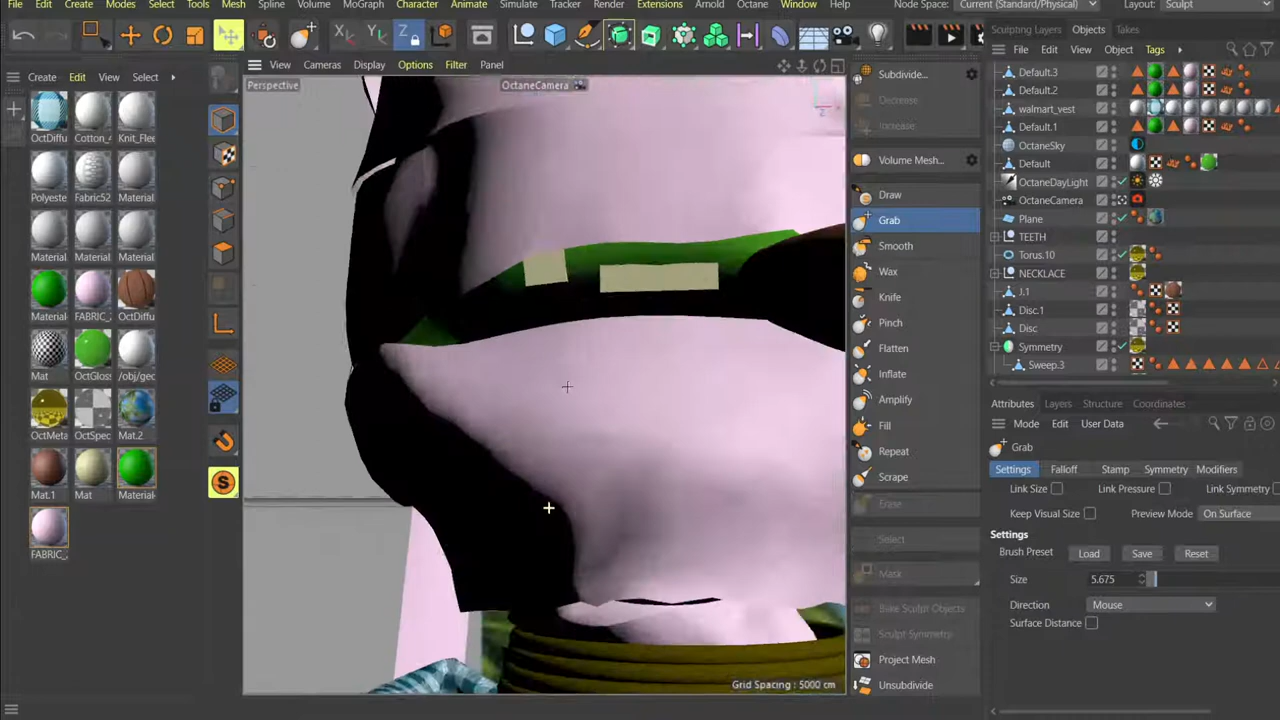 File Edit Create Modes Select Tools Mesh Spline Volume MoGraph Character Animate Simulate Tracker Render Extensions Arnold Octane Window Help Node Space: Current (Standard/Physical) Layout: Sculpt
X Y Z
Sculpting Layers Objects Takes
File Edit View Object Tags
Create Edit View Select
View Cameras Display Options Filter Panel
Perspective OctaneCamera
OctDiffu Cotton_4 Knit_Flee
Polyeste Fabric52 Material
Material Material Material
Material- FABRIC_ OctDiffu
Mat OctGloss /obj/geo
OctMeta OctSpec Mat.2
Mat.1 Mat Material-
FABRIC_
Grid Spacing : 5000 cm
Subdivide...
Decrease
Increase
Volume Mesh...
Draw
Grab
Smooth
Wax
Knife
Pinch
Flatten
Inflate
Amplify
Fill
Repeat
Scrape
Erase
Select
Mask
Bake Sculpt Objects
Sculpt Symmetry
Project Mesh
Unsubdivide
Default.3
Default.2
walmart_vest
Default.1
OctaneSky
Default
OctaneDayLight
OctaneCamera
Plane
TEETH
Torus.10
NECKLACE
J.1
Disc.1
Disc
Symmetry
Sweep.3
Attributes Layers Structure Coordinates
Mode Edit User Data
Grab
Settings Falloff Stamp Symmetry Modifiers
Link Size Link Pressure Link Symmetry
Keep Visual Size Preview Mode On Surface
Settings
Brush Preset Load Save Reset
Size 5.675
Direction Mouse
Surface Distance